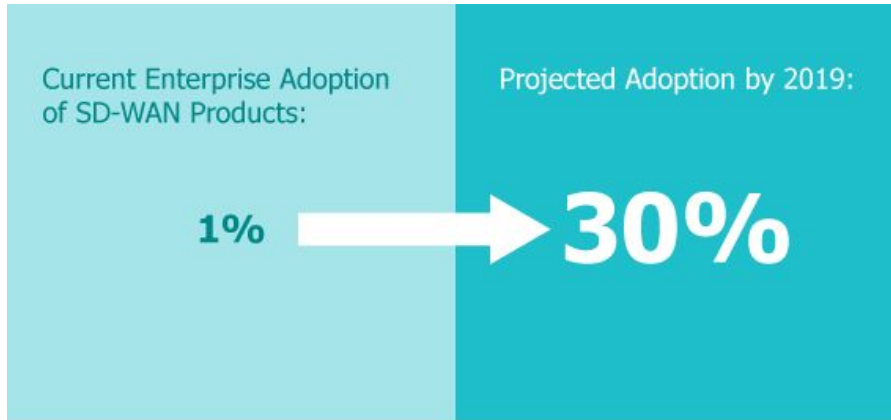 Current Enterprise Adoption
of SD-WAN Products:
1%
Projected Adoption by 2019:
30%